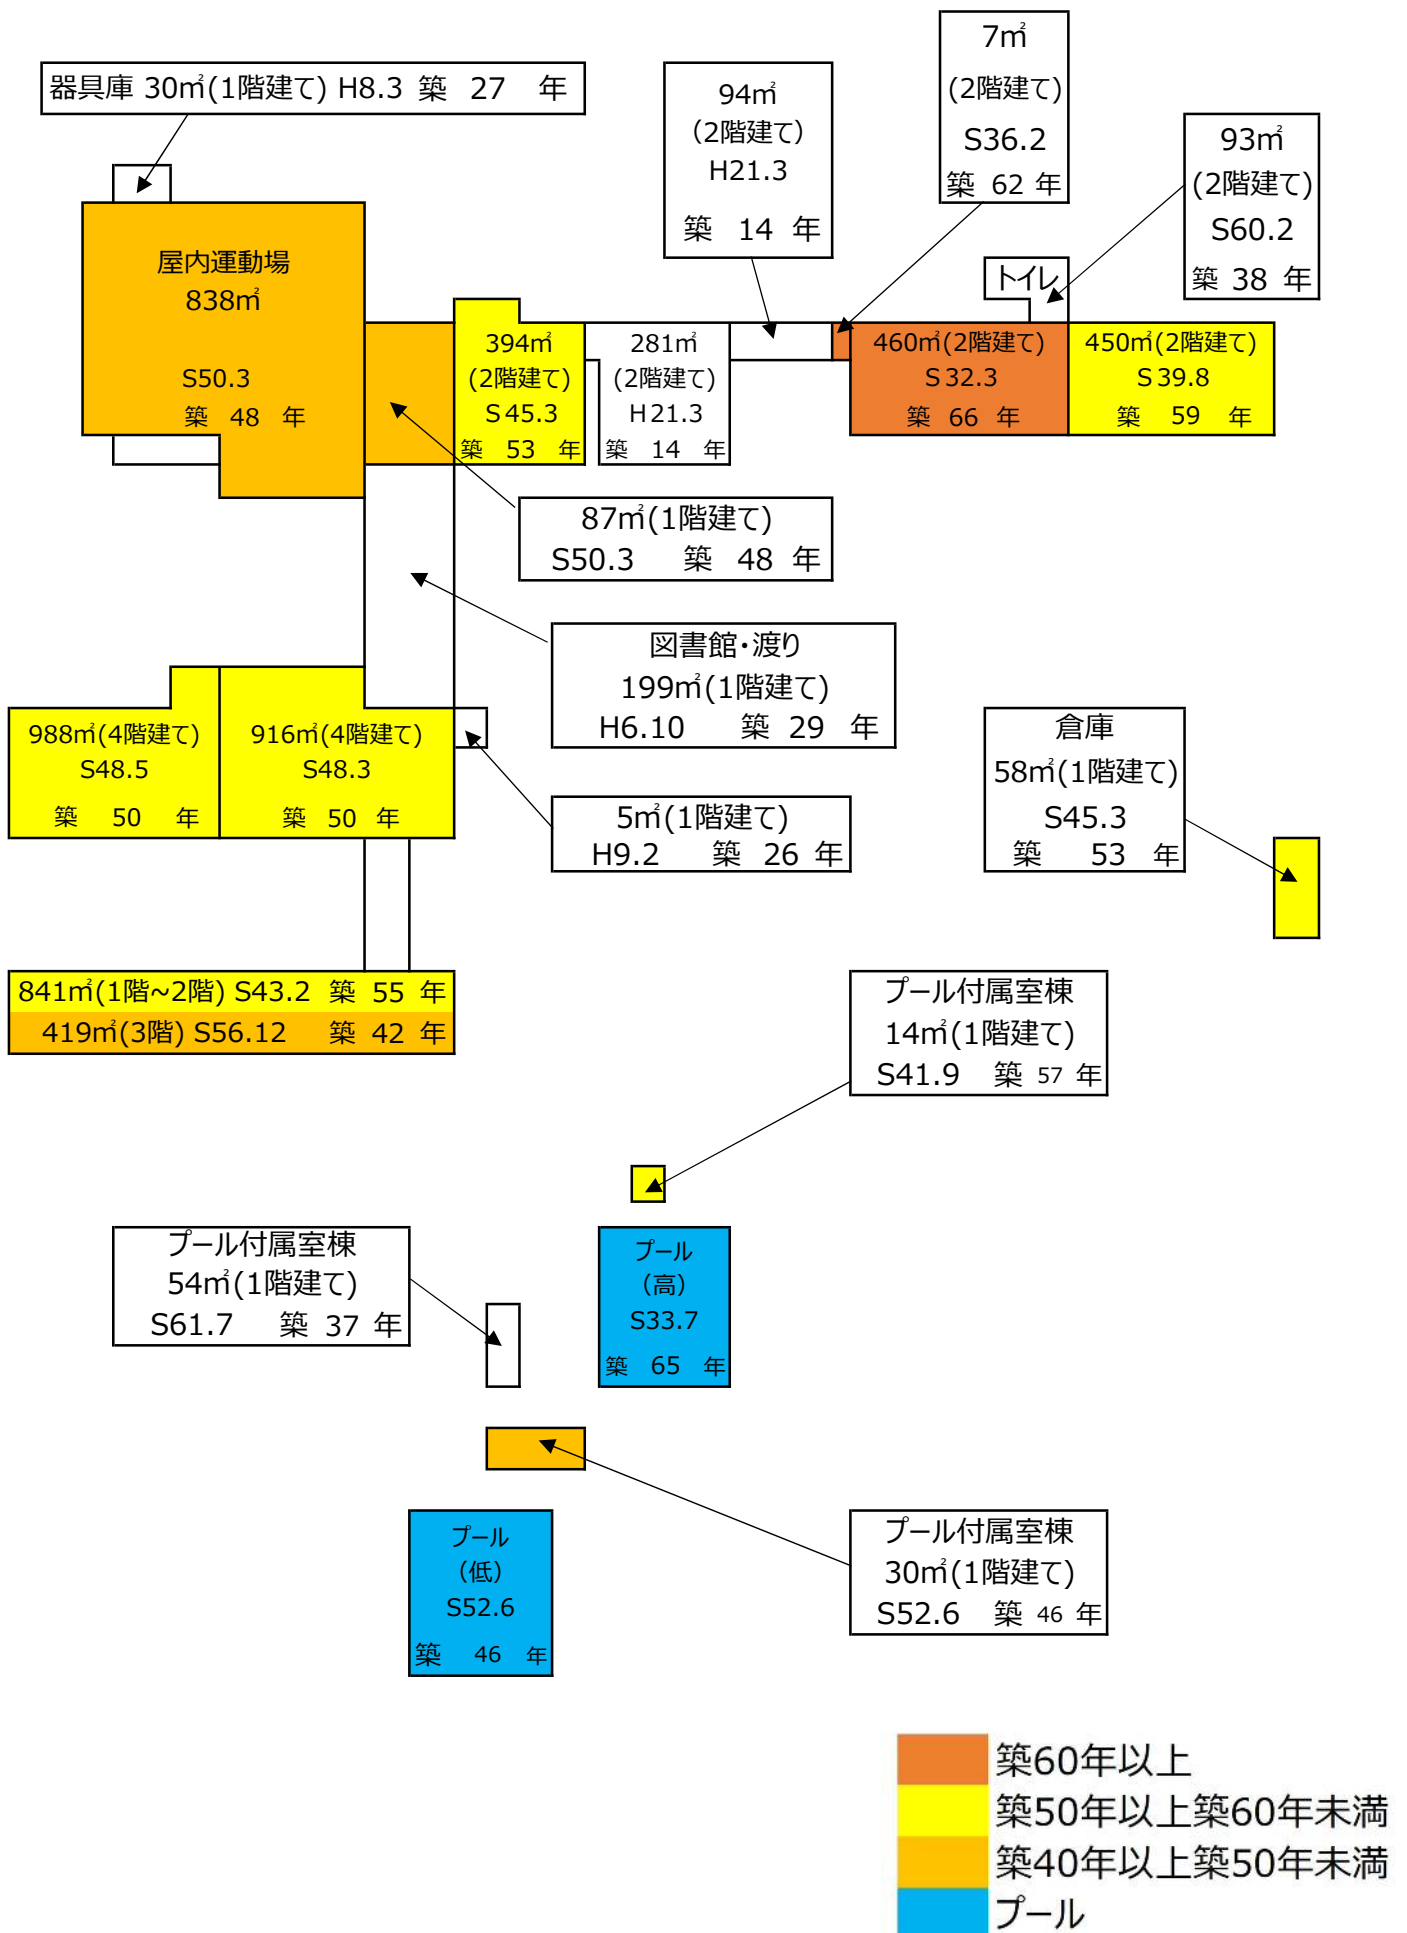 器具庫 30㎡(1階建て) H8.3 築 27 年
94㎡
(2階建て)
H21.3
築 14 年
7㎡
(2階建て)
S36.2
築 62 年
93㎡
(2階建て)
S60.2
築 38 年
トイレ
屋内運動場
838㎡
S50.3
築 48 年
394㎡
(2階建て)
S45.3
築 53 年
281㎡
(2階建て)
H21.3
築 14 年
460㎡(2階建て)
S32.3
築 66 年
450㎡(2階建て)
S39.8
築 59 年
87㎡(1階建て)
S50.3 築 48 年
図書館・渡り
199㎡(1階建て)
H6.10 築 29 年
988㎡(4階建て)
S48.5
築 50 年
916㎡(4階建て)
S48.3
築 50 年
5㎡(1階建て)
H9.2 築 26 年
倉庫
58㎡(1階建て)
S45.3
築 53 年
841㎡(1階~2階) S43.2 築 55 年
419㎡(3階) S56.12 築 42 年
プール付属室棟
14㎡(1階建て)
S41.9 築 57 年
プール付属室棟
54㎡(1階建て)
S61.7 築 37 年
プール
（高）
S33.7
築 65 年
プール
（低）
S52.6
築 46 年
プール付属室棟
30㎡(1階建て)
S52.6 築 46 年
築60年以上
築50年以上築60年未満
築40年以上築50年未満
プール